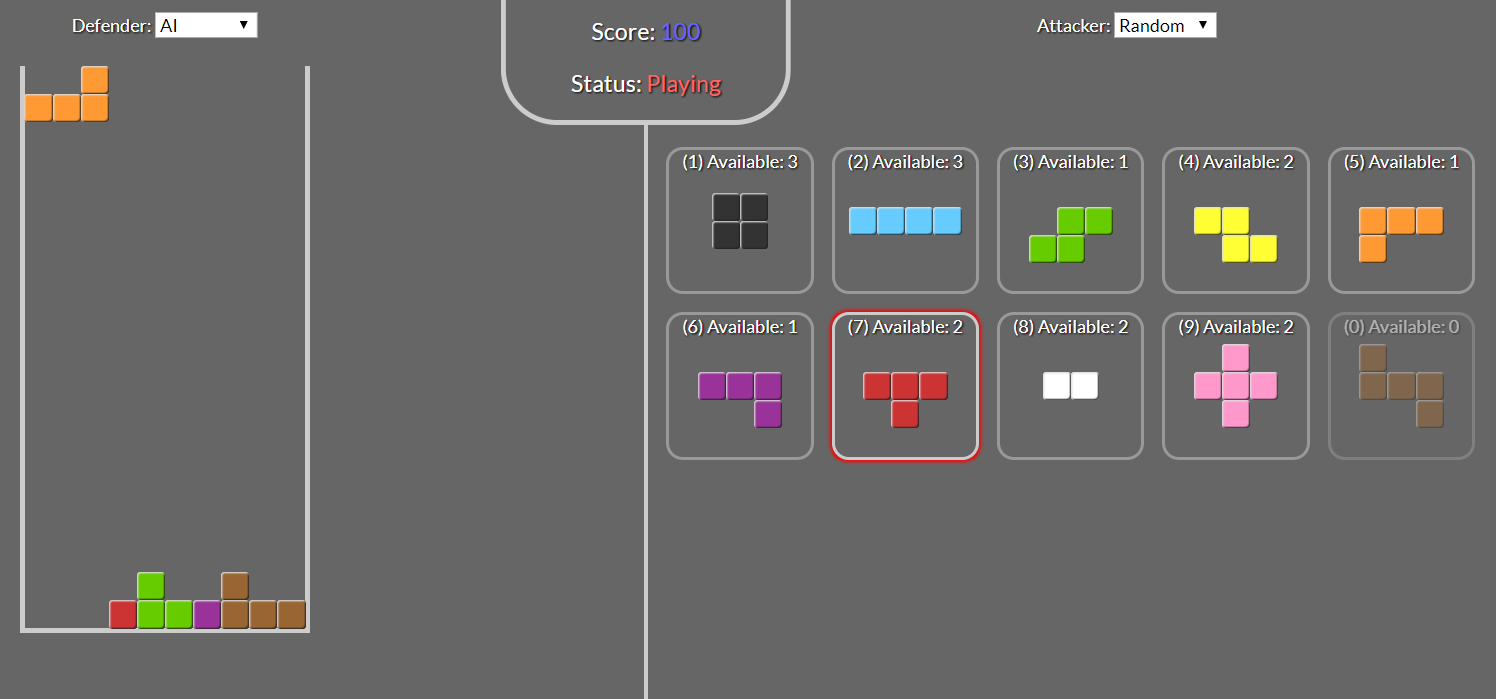 Defender: AI
Score: 100
Status: Playing
Attacker: Random
(1) Available: 3
(2) Available: 3
(3) Available: 1
(4) Available: 2
(5) Available: 1
(6) Available: 1
(7) Available: 2
(8) Available: 2
(9) Available: 2
(0) Available: 0